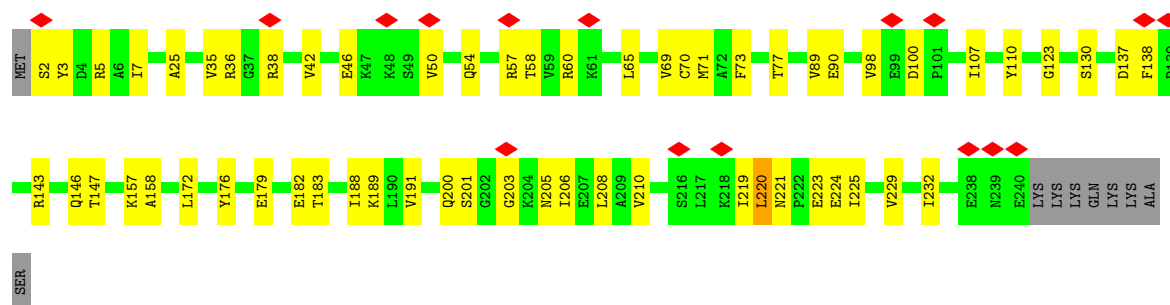 MET S2 Y3 D4 R5 A6 I7 A25 V35 R36 G37 R38 V42 E46 K47 K48 S49 V50 Q54 R57 T58 V59 R60 K61 L65 V69 C70 M71 A72 F73 T77 V89 E90 V98 E99 D100 P101 I107 Y110 G123 S130 D137 F138 D139
R143 Q146 T147 K157 A158 L172 Y176 E179 E182 T183 I188 K189 L190 V191 Q200 S201 G202 G203 K204 N205 I206 E207 L208 A209 V210 S216 L217 K218 I219 L220 N221 P222 E223 E224 I225 V229 I232 E238 N239 E240 LYS LYS LYS GLN LYS LYS ALA
SER